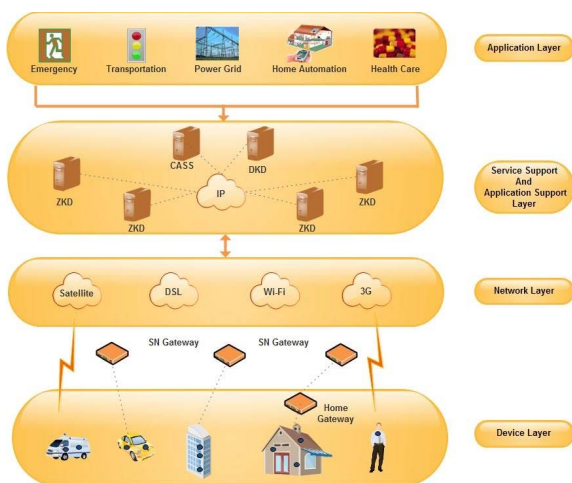 Emergency
Transportation
Power Grid
Home Automation
Health Care
Application Layer
CASS
DKD
ZKD
ZKD
IP
ZKD
ZKD
Service Support
And
Application Support
Layer
Satellite
DSL
Wi-Fi
3G
Network Layer
SN Gateway
SN Gateway
Home
Gateway
Device Layer